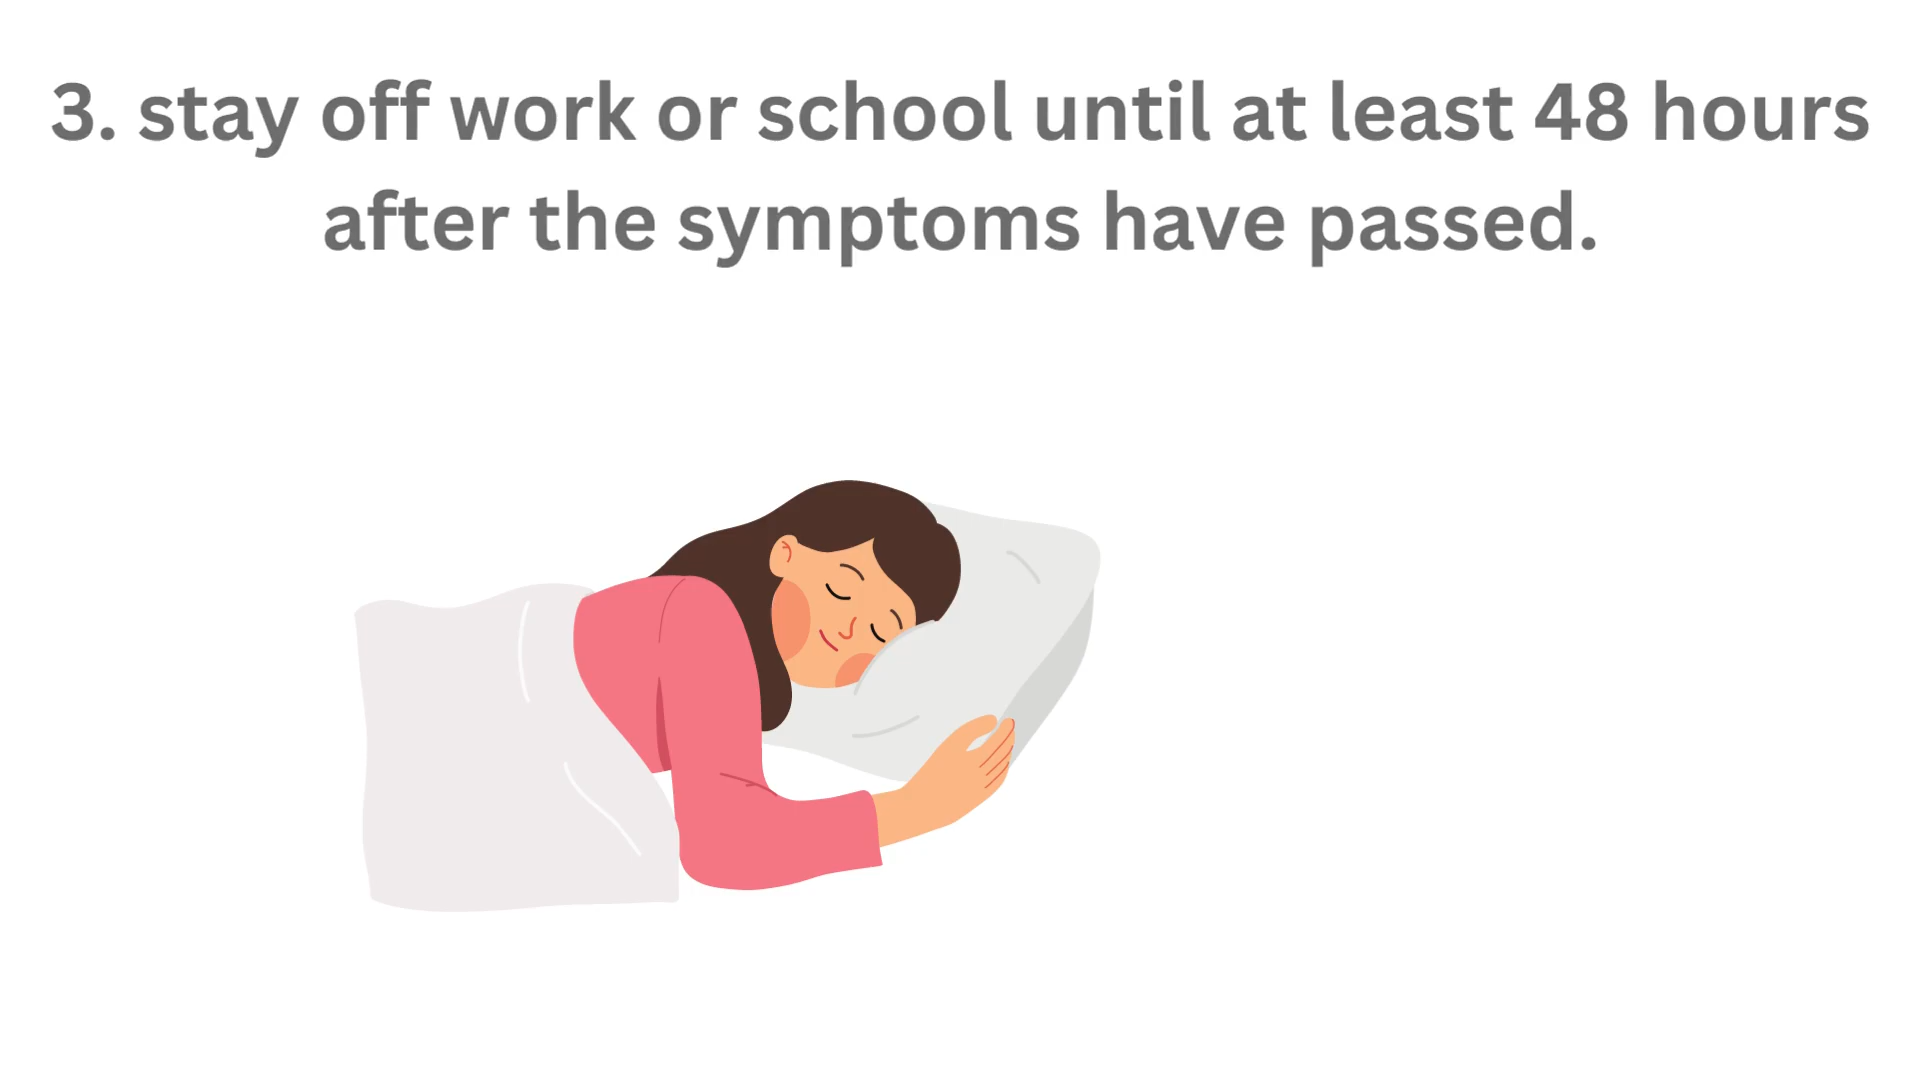 3. stay off work or school until at least 48 hours
after the symptoms have passed.